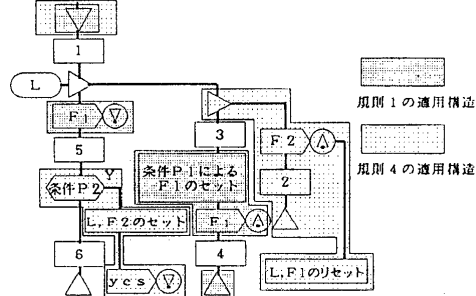 1
L
F1
3
F2
規則1の適用構造
5
条件P1による
F1のセット
2
規則4の適用構造
Y
条件P2
L,F2のセット
F1
6
4
yes
L,F1のリセット